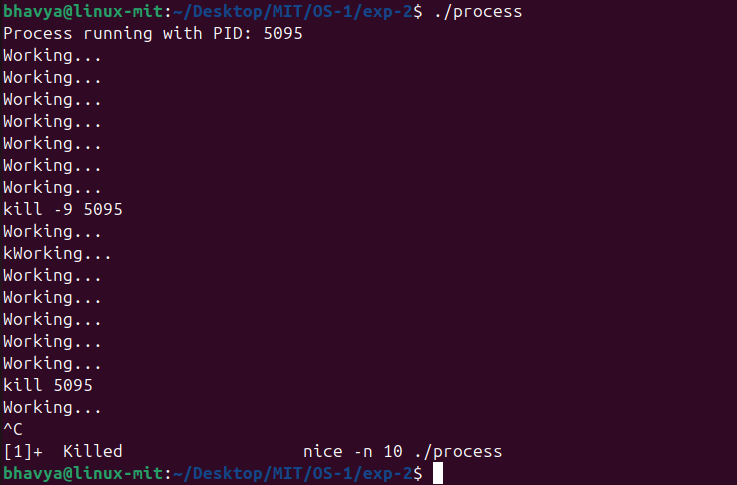 bhavya@linux-mit:~/Desktop/MIT/OS-1/exp-2$ ./process
Process running with PID: 5095
Working...
Working...
Working...
Working...
Working...
Working...
Working...
kill -9 5095
Working...
kWorking...
Working...
Working...
Working...
Working...
Working...
kill 5095
Working...
^C
[1]+  Killed                  nice -n 10 ./process
bhavya@linux-mit:~/Desktop/MIT/OS-1/exp-2$